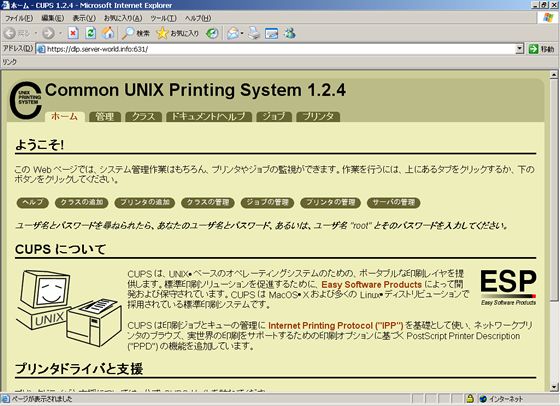 ホーム - CUPS 1.2.4 - Microsoft Internet Explorer
ファイル(F) 編集(E) 表示(V) お気に入り(A) ツール(T) ヘルプ(H)
戻る 検索 お気に入り
アドレス(D) https://dlp.server-world.info:631/ 移動
リンク
UNIX PRINTING SYSTEM
Common UNIX Printing System 1.2.4
ホーム 管理 クラス ドキュメント/ヘルプ ジョブ プリンタ
ようこそ!
この Web ページでは、システム管理作業はもちろん、プリンタやジョブの監視ができます。作業を行うには、上にあるタブをクリックするか、下の
ボタンをクリックしてください。
ヘルプ クラスの追加 プリンタの追加 クラスの管理 ジョブの管理 プリンタの管理 サーバの管理
ユーザ名とパスワードを尋ねられたら、あなたのユーザ名とパスワード、あるいは、ユーザ名 "root" とそのパスワードを入力してください。
CUPS について
CUPS は、UNIX® ベースのオペレーティングシステムのための、ポータブルな印刷レイヤを提
供します。標準印刷ソリューションを促進するために、Easy Software Products によって開
発および保守されています。CUPS は MacOS® X および多くの Linux® ディストリビューションで
採用されている標準印刷システムです。
UNIX
ESP
Easy Software Products
CUPS は印刷ジョブとキューの管理に Internet Printing Protocol ("IPP") を基礎として使い、ネットワークプリ
ンタのブラウズ、実世界の印刷をサポートするための印刷オプションに基づく PostScript Printer Description
("PPD") の機能を追加しています。
プリンタドライバと支援
ページが表示されました インターネット